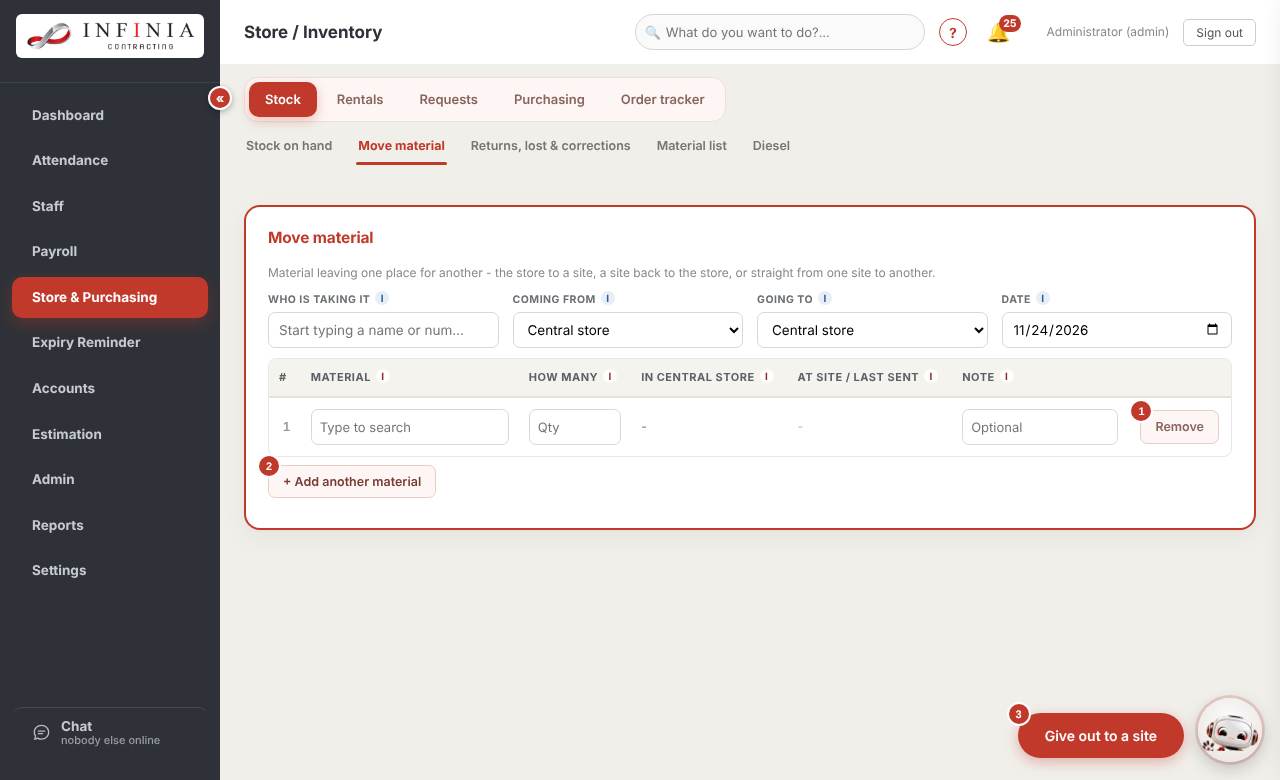 INFINIA
CONTRACTING
Store / Inventory
What do you want to do?...
?
25
Administrator (admin)
Sign out
«
Dashboard
Attendance
Staff
Payroll
Store & Purchasing
Expiry Reminder
Accounts
Estimation
Admin
Reports
Settings
Chat
nobody else online
Stock Rentals Requests Purchasing Order tracker
Stock on hand Move material Returns, lost & corrections Material list Diesel
Move material
Material leaving one place for another - the store to a site, a site back to the store, or straight from one site to another.
WHO IS TAKING IT I COMING FROM I GOING TO I DATE I
Start typing a name or num... Central store Central store 11/24/2026
# MATERIAL I HOW MANY I IN CENTRAL STORE I AT SITE / LAST SENT I NOTE I
1 Type to search Qty - - Optional 1 Remove
2 + Add another material
3 Give out to a site